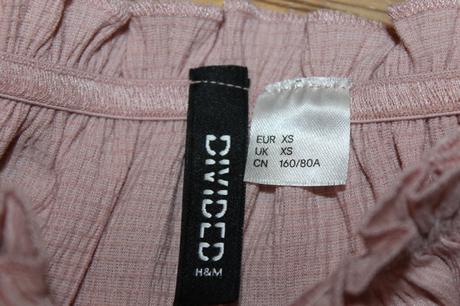 DIVIDED
H&M
EUR XS
UK XS
CN 160/80A